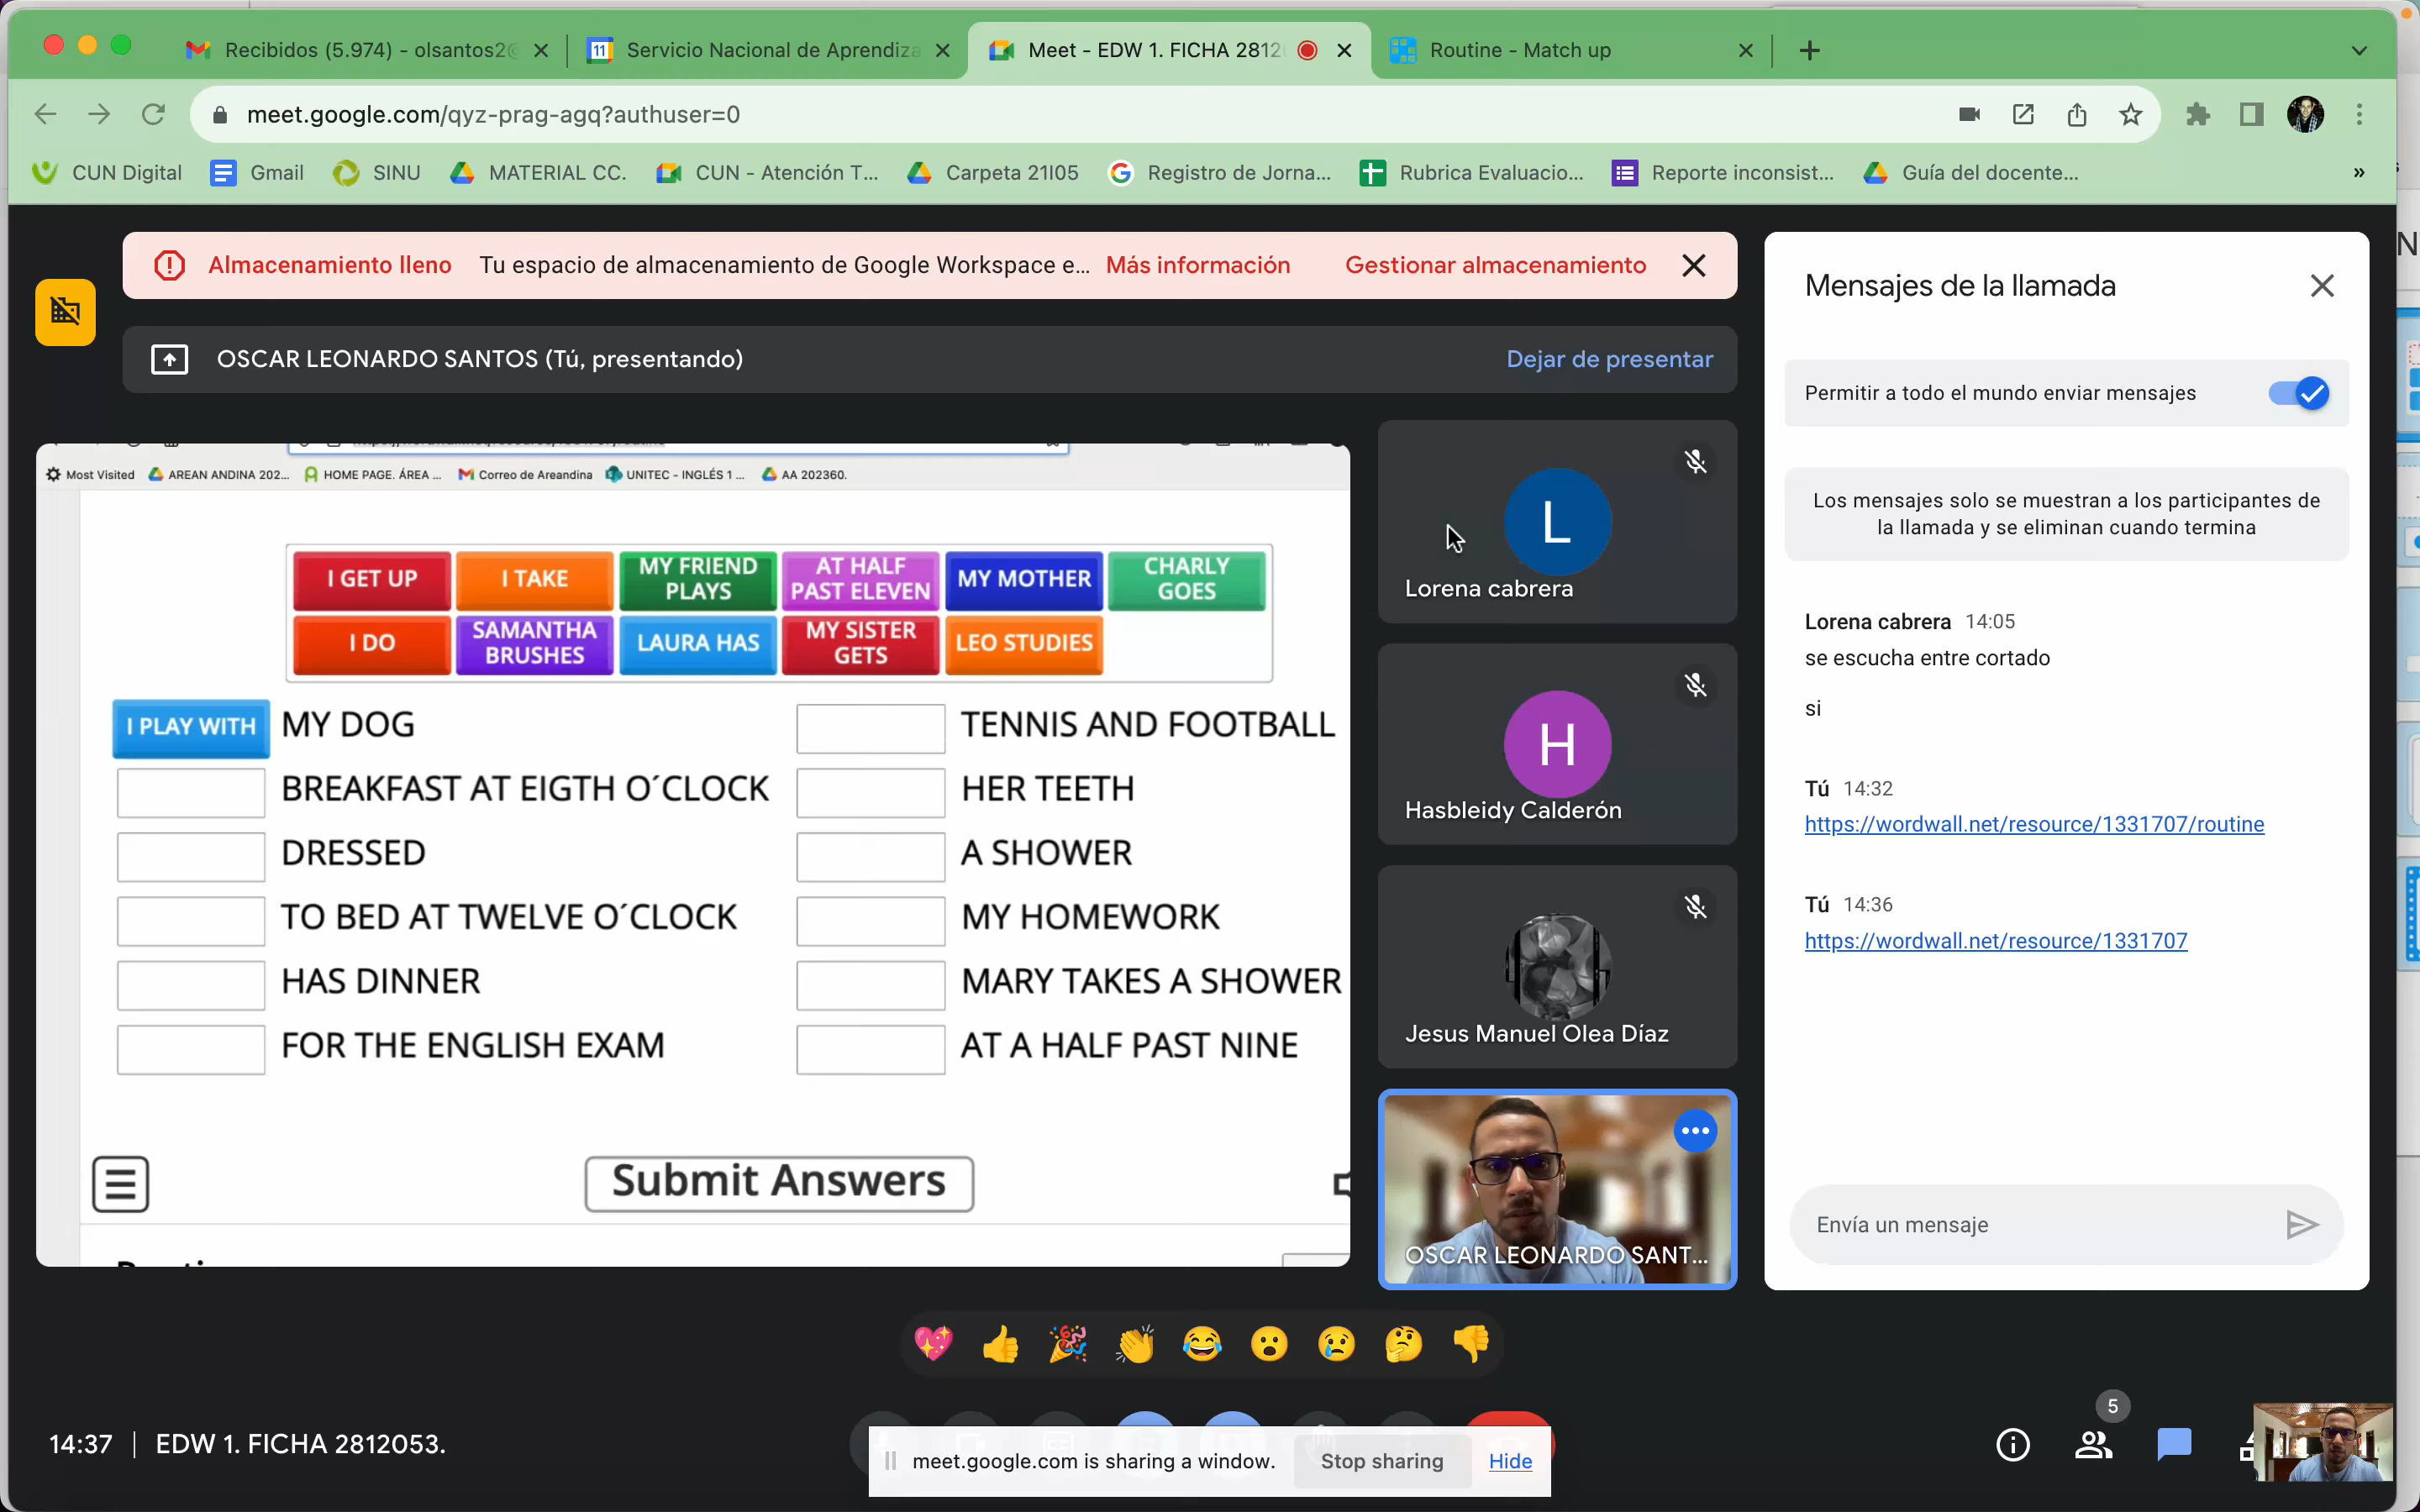 Recibidos (5.974) - olsantos2@
Servicio Nacional de Aprendiza
Meet - EDW 1. FICHA 2812
Routine - Match up
meet.google.com/qyz-prag-agq?authuser=0
CUN Digital
Gmail
SINU
MATERIAL CC.
CUN - Atención T...
Carpeta 21I05
Registro de Jorna...
Rubrica Evaluacio...
Reporte inconsist...
Guía del docente...
»
Almacenamiento lleno Tu espacio de almacenamiento de Google Workspace e... Más información Gestionar almacenamiento
OSCAR LEONARDO SANTOS (Tú, presentando) Dejar de presentar
Most Visited
AREAN ANDINA 202...
HOME PAGE. ÁREA ...
Correo de Areandina
UNITEC - INGLÉS 1 ...
AA 202360.
I GET UP
I TAKE
MY FRIEND
PLAYS
AT HALF
PAST ELEVEN
MY MOTHER
CHARLY
GOES
I DO
SAMANTHA
BRUSHES
LAURA HAS
MY SISTER
GETS
LEO STUDIES
I PLAY WITH MY DOG
BREAKFAST AT EIGTH O´CLOCK
DRESSED
TO BED AT TWELVE O´CLOCK
HAS DINNER
FOR THE ENGLISH EXAM
TENNIS AND FOOTBALL
HER TEETH
A SHOWER
MY HOMEWORK
MARY TAKES A SHOWER
AT A HALF PAST NINE
Submit Answers
L
Lorena cabrera
H
Hasbleidy Calderón
Jesus Manuel Olea Díaz
OSCAR LEONARDO SANT...
Mensajes de la llamada
Permitir a todo el mundo enviar mensajes
Los mensajes solo se muestran a los participantes de
la llamada y se eliminan cuando termina
Lorena cabrera 14:05
se escucha entre cortado
si
Tú 14:32
https://wordwall.net/resource/1331707/routine
Tú 14:36
https://wordwall.net/resource/1331707
Envía un mensaje
14:37 | EDW 1. FICHA 2812053.
meet.google.com is sharing a window. Stop sharing Hide
5